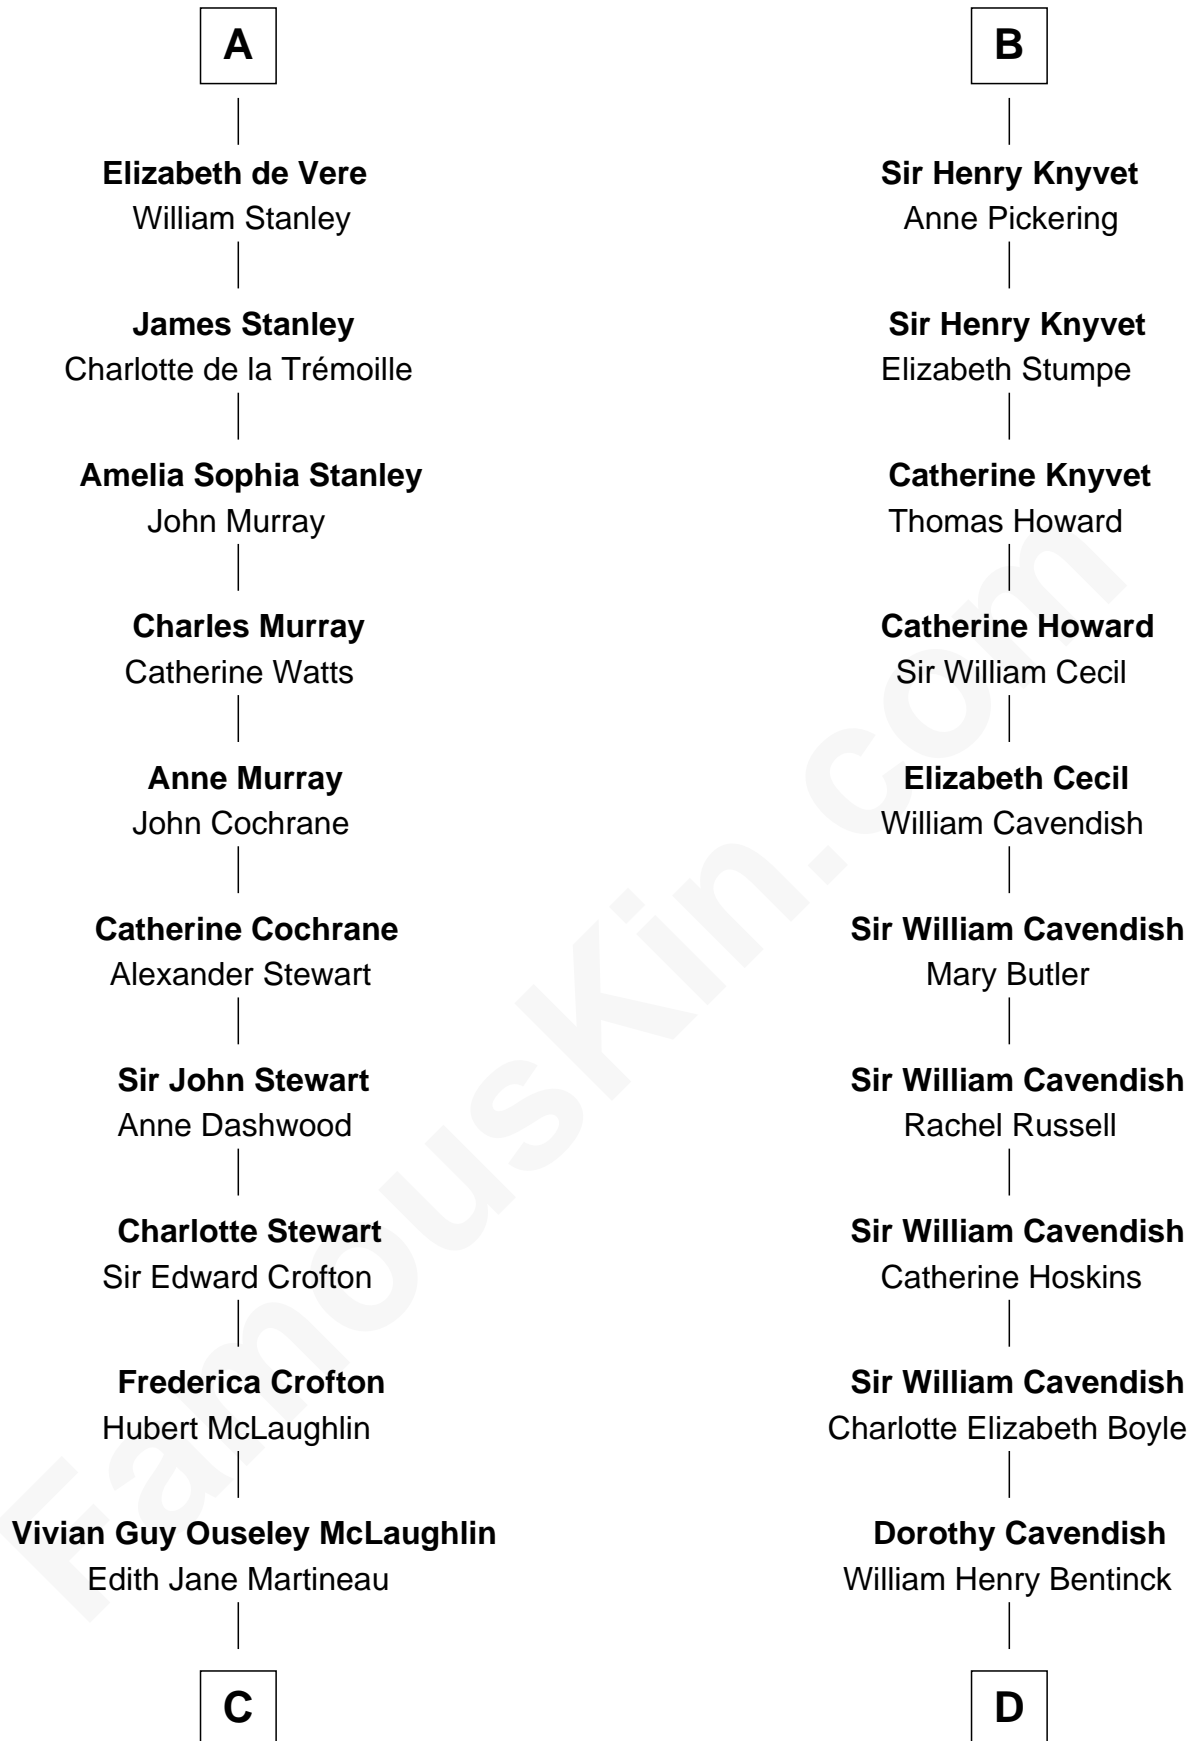 A
Elizabeth de Vere
William Stanley
James Stanley
Charlotte de la Trémoille
Amelia Sophia Stanley
John Murray
Charles Murray
Catherine Watts
Anne Murray
John Cochrane
Catherine Cochrane
Alexander Stewart
Sir John Stewart
Anne Dashwood
Charlotte Stewart
Sir Edward Crofton
Frederica Crofton
Hubert McLaughlin
Vivian Guy Ouseley McLaughlin
Edith Jane Martineau
C
B
Sir Henry Knyvet
Anne Pickering
Sir Henry Knyvet
Elizabeth Stumpe
Catherine Knyvet
Thomas Howard
Catherine Howard
Sir William Cecil
Elizabeth Cecil
William Cavendish
Sir William Cavendish
Mary Butler
Sir William Cavendish
Rachel Russell
Sir William Cavendish
Catherine Hoskins
Sir William Cavendish
Charlotte Elizabeth Boyle
Dorothy Cavendish
William Henry Bentinck
D
FamousKin.com